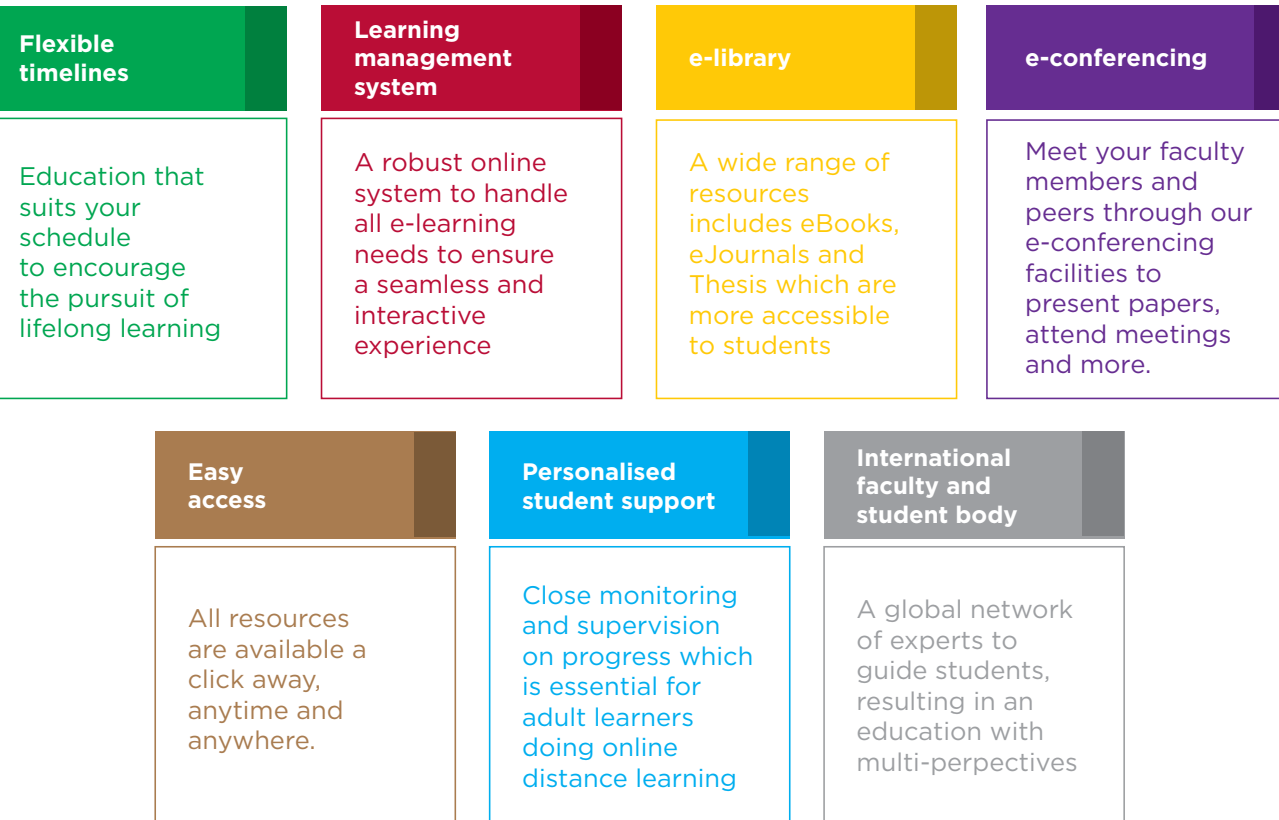 Flexible
timelines
Education that
suits your
schedule
to encourage
the pursuit of
lifelong learning
Learning
management
system
A robust online
system to handle
all e-learning
needs to ensure
a seamless and
interactive
experience
e-library
A wide range of
resources
includes eBooks,
eJournals and
Thesis which are
more accessible
to students
e-conferencing
Meet your faculty
members and
peers through our
e-conferencing
facilities to
present papers,
attend meetings
and more.
Easy
access
All resources
are available a
click away,
anytime and
anywhere.
Personalised
student support
Close monitoring
and supervision
on progress which
is essential for
adult learners
doing online
distance learning
International
faculty and
student body
A global network
of experts to
guide students,
resulting in an
education with
multi-perpectives